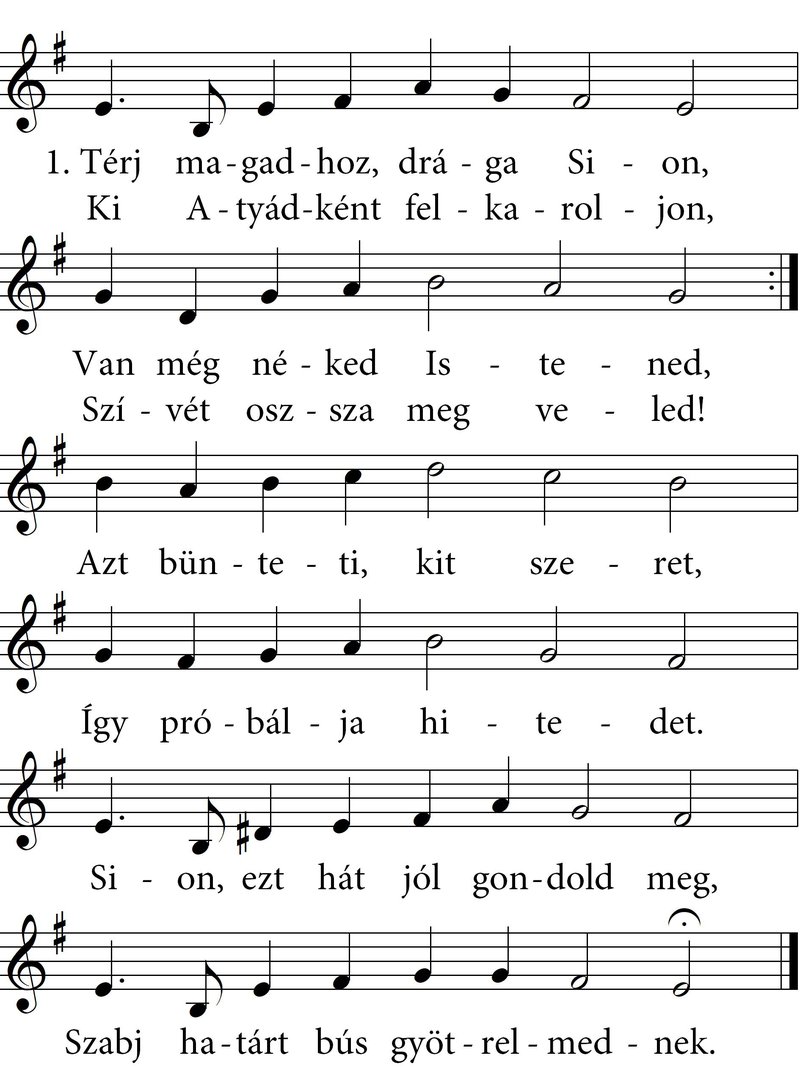 1. Térj ma-gad-hoz, drá - ga Si - on,
Ki A - tyád-ként fel - ka - rol - jon,
Van még né - ked Is - te - ned,
Szí - vét osz - sza meg ve - led!
Azt bün - te - ti, kit sze - ret,
Így pró - bál - ja hi - te - det.
Si - on, ezt hát jól gon-dold meg,
Szabj ha-tárt bús gyöt - rel - med - nek.